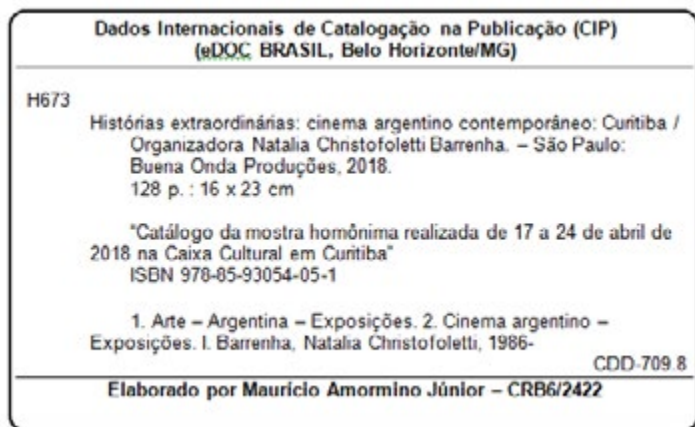 Dados Internacionais de Catalogação na Publicação (CIP)
(eDOC BRASIL, Belo Horizonte/MG)
H673
Histórias extraordinárias: cinema argentino contemporâneo: Curitiba /
Organizadora Natalia Christofoletti Barrenha. – São Paulo:
Buena Onda Produções, 2018.
128 p. : 16 x 23 cm
"Catálogo da mostra homônima realizada de 17 a 24 de abril de
2018 na Caixa Cultural em Curitiba"
ISBN 978-85-93054-05-1
1. Arte – Argentina – Exposições. 2. Cinema argentino –
Exposições. I. Barrenha, Natalia Christofoletti, 1986-
CDD-709.8
Elaborado por Maurício Amormino Júnior – CRB6/2422